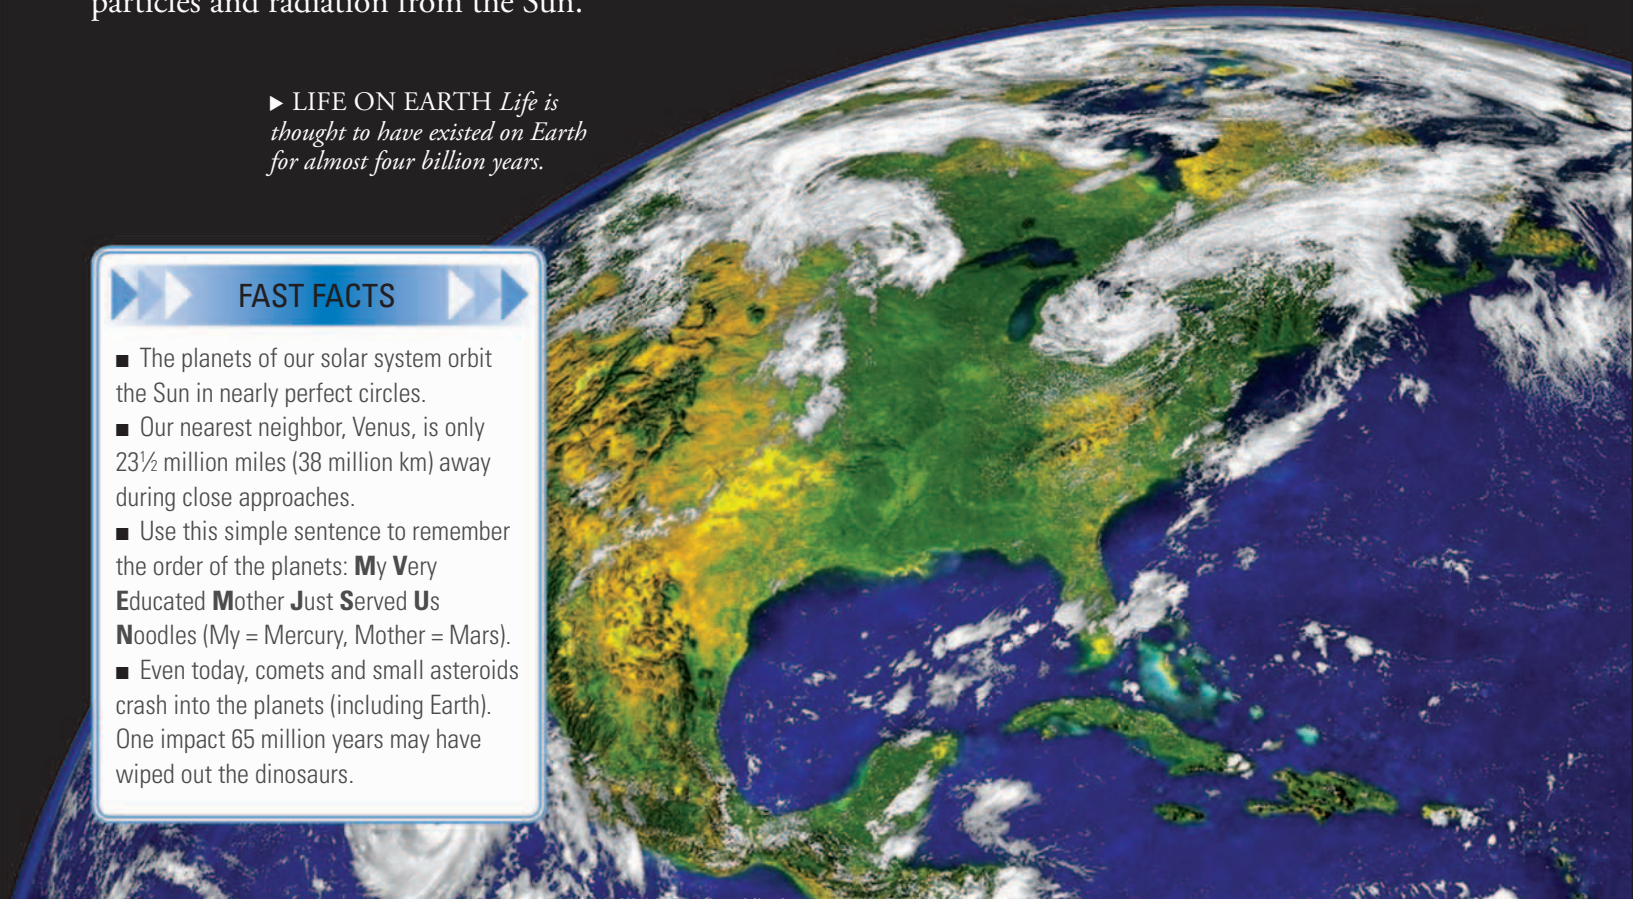 particles and radiation from the Sun.
▶ LIFE ON EARTH Life is
thought to have existed on Earth
for almost four billion years.
FAST FACTS
■ The planets of our solar system orbit
the Sun in nearly perfect circles.
■ Our nearest neighbor, Venus, is only
23½ million miles (38 million km) away
during close approaches.
■ Use this simple sentence to remember
the order of the planets: My Very
Educated Mother Just Served Us
Noodles (My = Mercury, Mother = Mars).
■ Even today, comets and small asteroids
crash into the planets (including Earth).
One impact 65 million years may have
wiped out the dinosaurs.